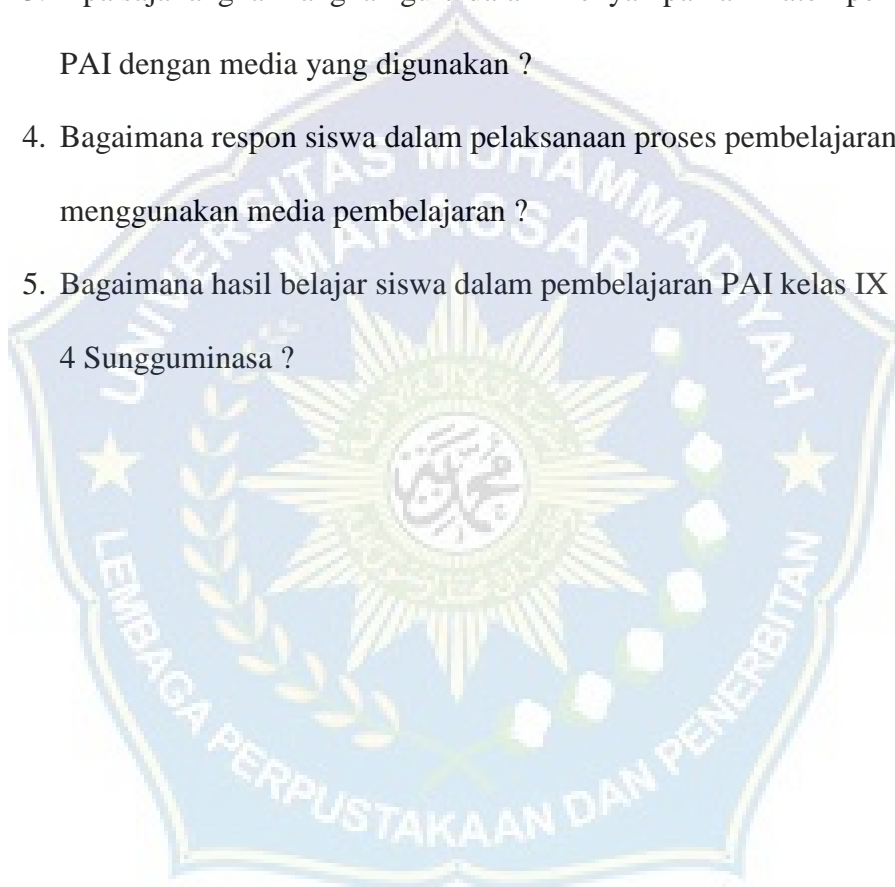 PAI dengan media yang digunakan ?
4. Bagaimana respon siswa dalam pelaksanaan proses pembelajaran
menggunakan media pembelajaran ?
5. Bagaimana hasil belajar siswa dalam pembelajaran PAI kelas IX
4 Sungguminasa ?
UNIVERSITAS MUHAMMADIYAH
MAKASSAR
محمد
LEMBAGA PERPUSTAKAAN DAN PENERBITAN